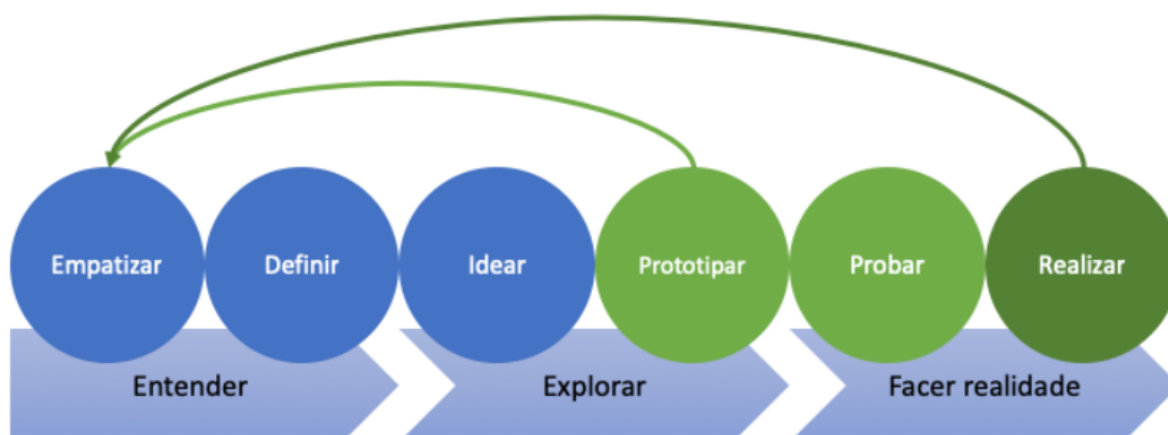 Empatizar
Definir
Idear
Prototipar
Probar
Realizar
Entender
Explorar
Facer realidade